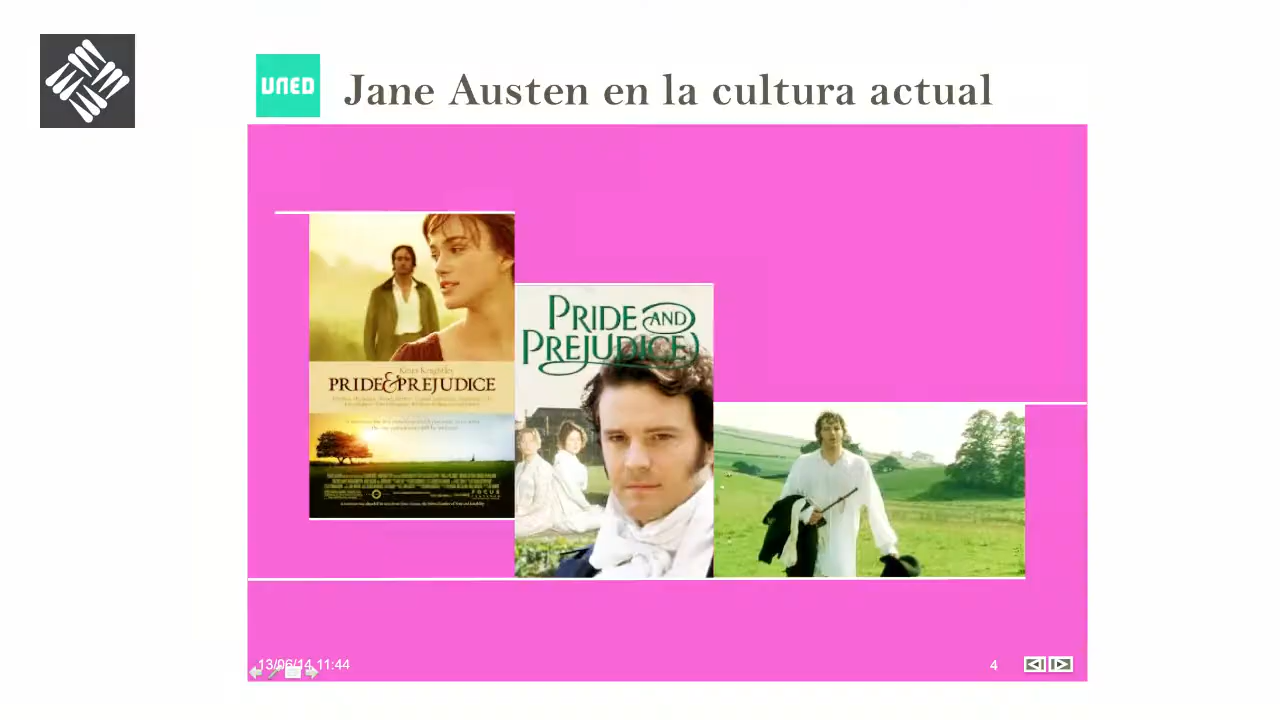 UNED
Jane Austen en la cultura actual
Keira Knightley
PRIDE & PREJUDICE
FOCUS
PRIDE AND
PREJUDICE
13/06/14 11:44
4